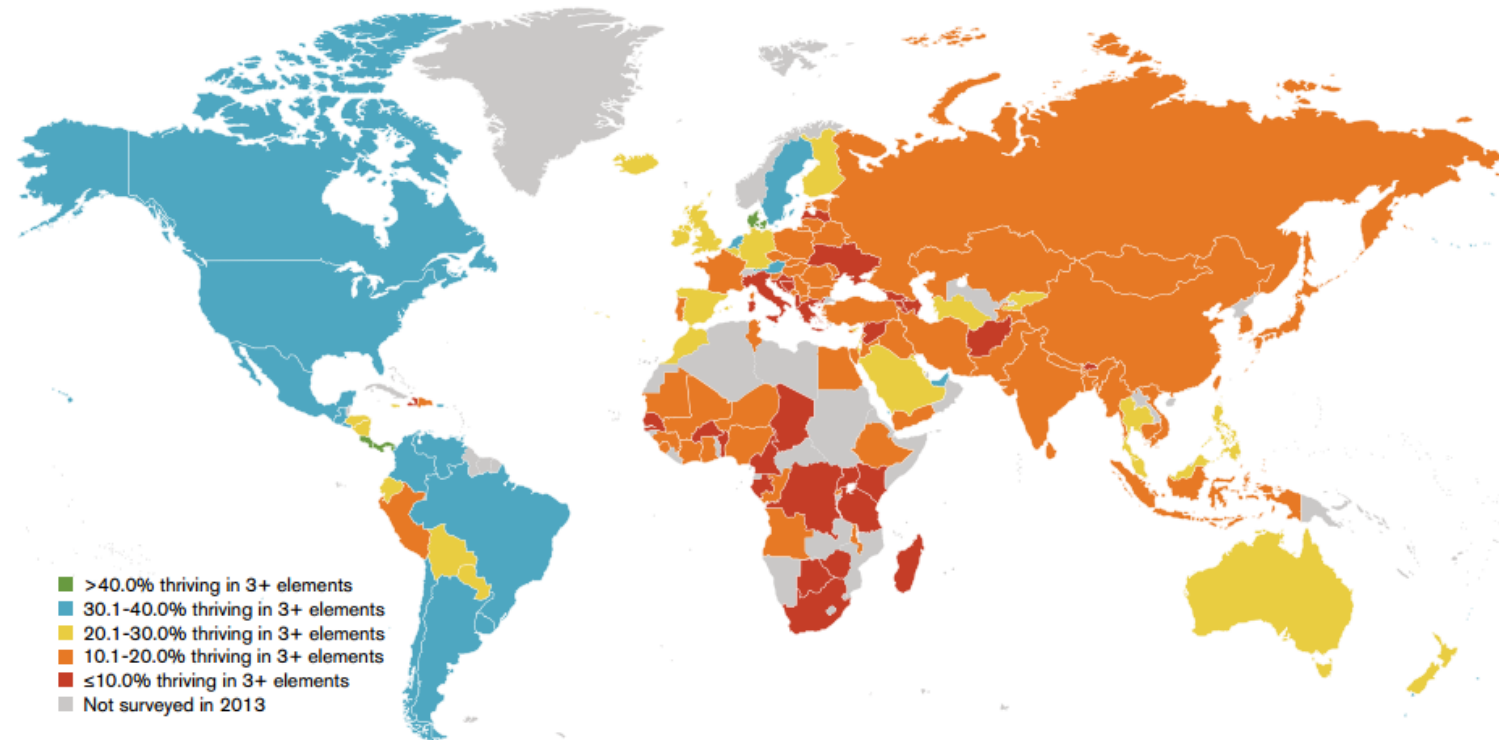 >40.0% thriving in 3+ elements
30.1-40.0% thriving in 3+ elements
20.1-30.0% thriving in 3+ elements
10.1-20.0% thriving in 3+ elements
≤10.0% thriving in 3+ elements
Not surveyed in 2013